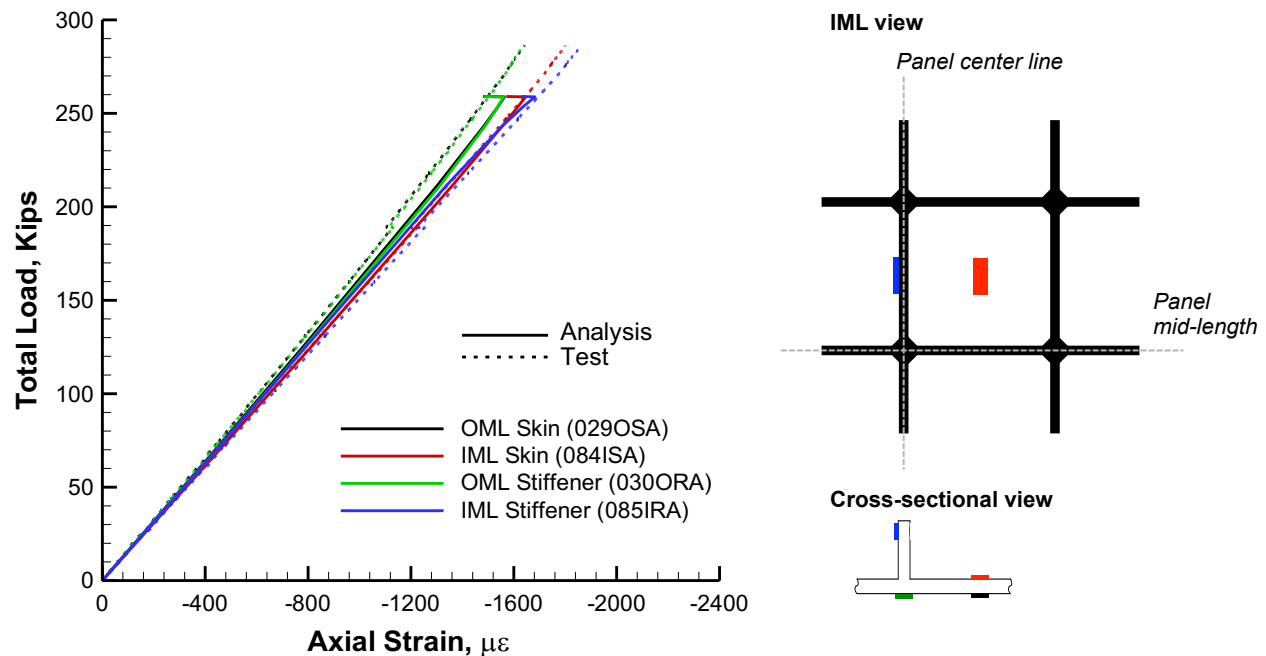 300
250
200
150
100
50
0
Total Load, Kips
0
-400
-800
-1200
-1600
-2000
-2400
Axial Strain, με
Analysis
Test
OML Skin (029OSA)
IML Skin (084ISA)
OML Stiffener (030ORA)
IML Stiffener (085IRA)
IML view
Panel center line
Panel
mid-length
Cross-sectional view